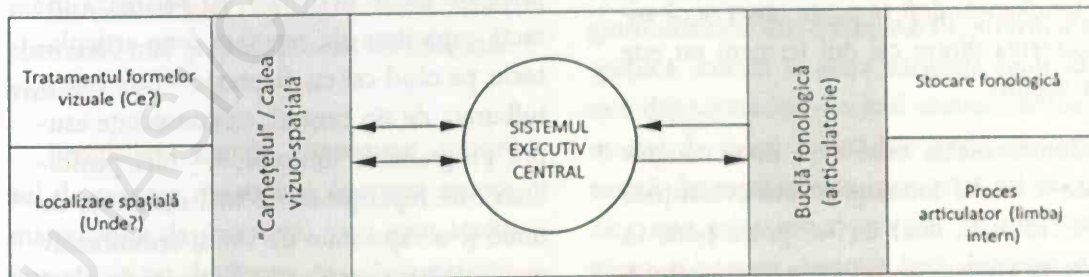 Tratamentul formelor
vizuale (Ce?)
Localizare spațială
(Unde?)
"Carnețelul"/calea
vizuo-spațială
SISTEMUL
EXECUTIV
CENTRAL
Buclă fonologică
(articulatorie)
Stocare fonologică
Proces
articulator (limbaj
intern)